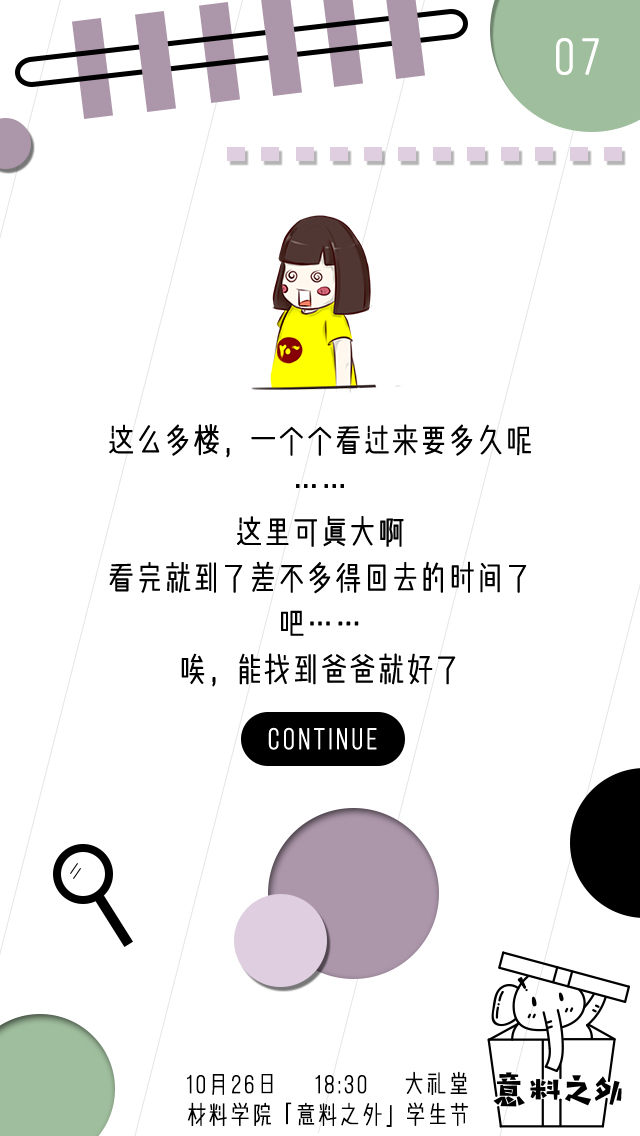 07
这么多楼，一个个看过来要多久呢
……
这里可真大啊
看完就到了差不多得回去的时间了
吧……
唉，能找到爸爸就好了
CONTINUE
10月26日 18:30 大礼堂
材料学院「意料之外」学生节
意料之外